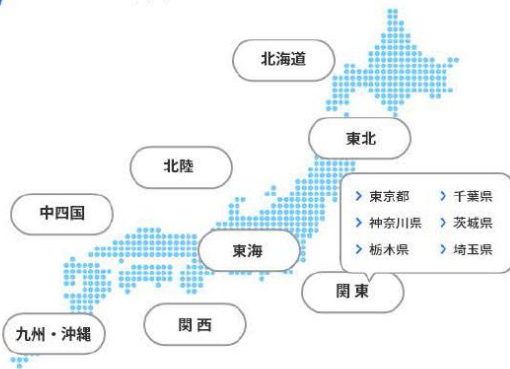 北海道
東北
北陸
東京都 千葉県
神奈川県 茨城県
栃木県 埼玉県
中四国
東海
関東
関西
九州・沖縄